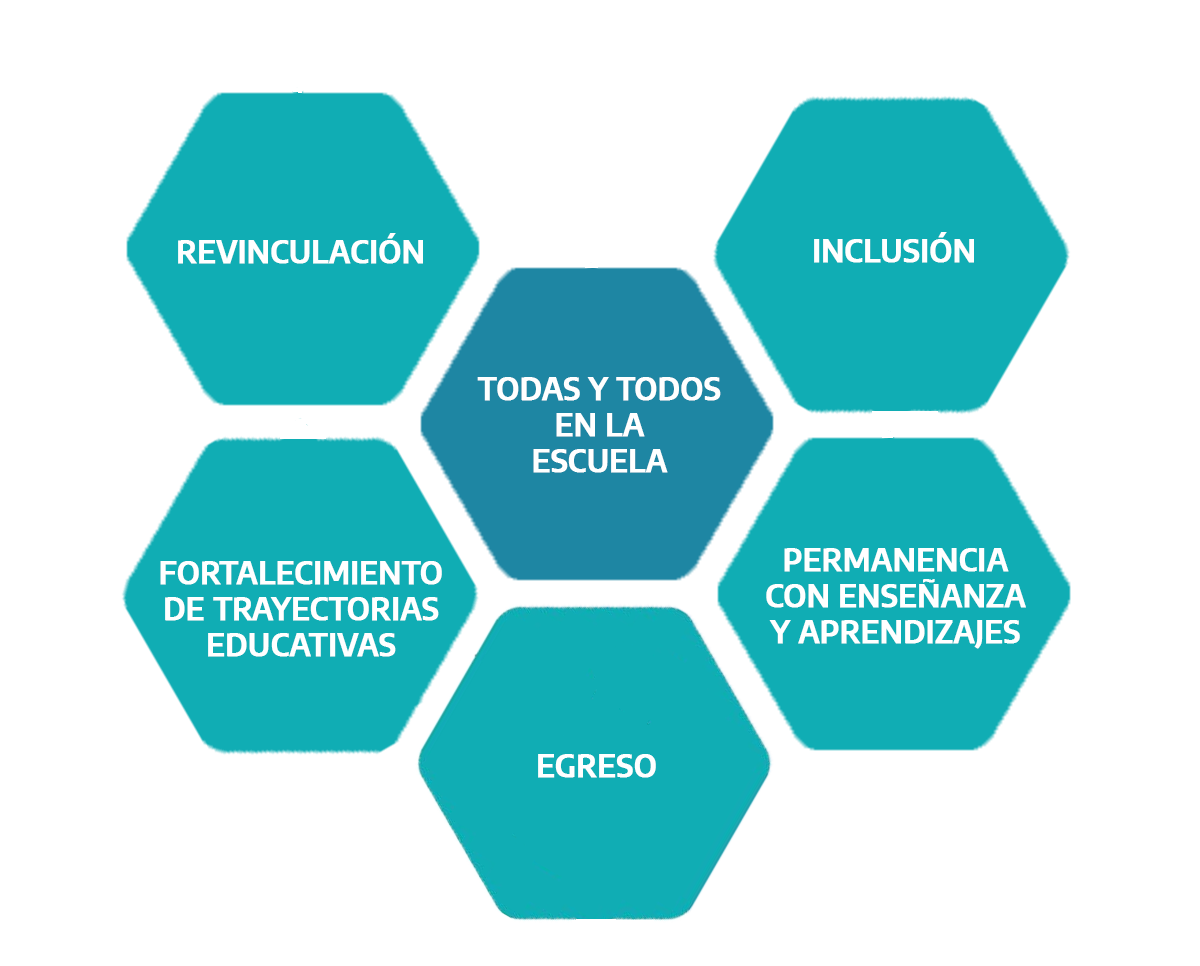 REVINCULACIÓN
INCLUSIÓN
TODAS Y TODOS
EN LA
ESCUELA
FORTALECIMIENTO
DE TRAYECTORIAS
EDUCATIVAS
PERMANENCIA
CON ENSEÑANZA
Y APRENDIZAJES
EGRESO